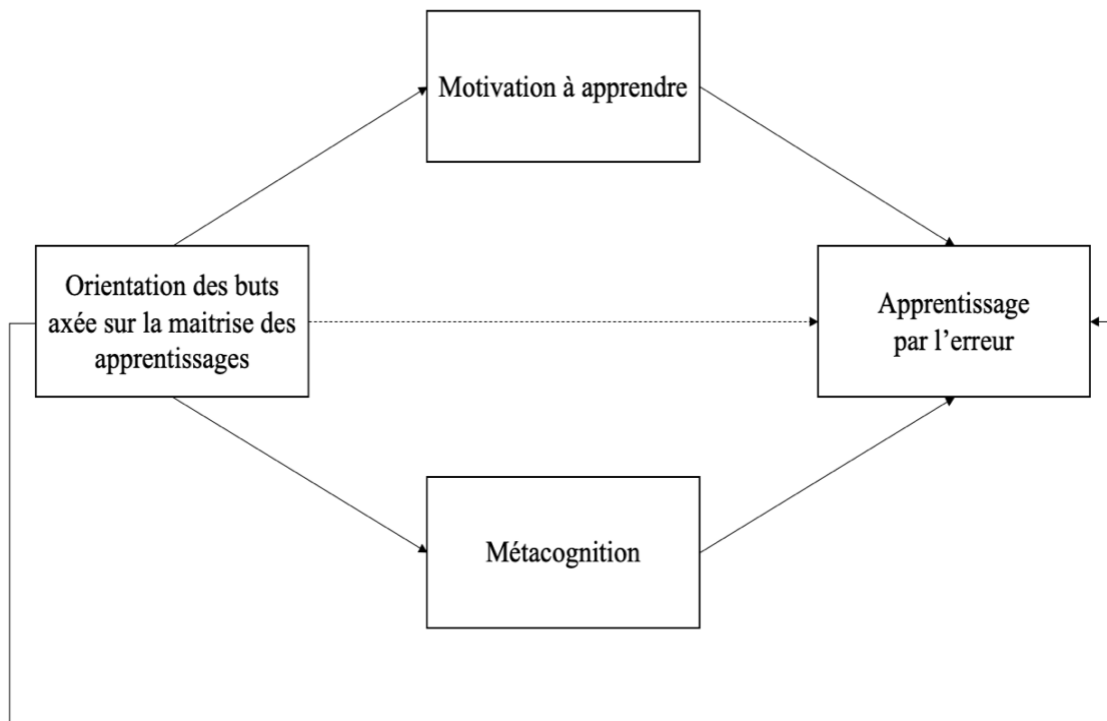 Motivation à apprendre
Orientation des buts
axée sur la maitrise des
apprentissages
Apprentissage
par l’erreur
Métacognition